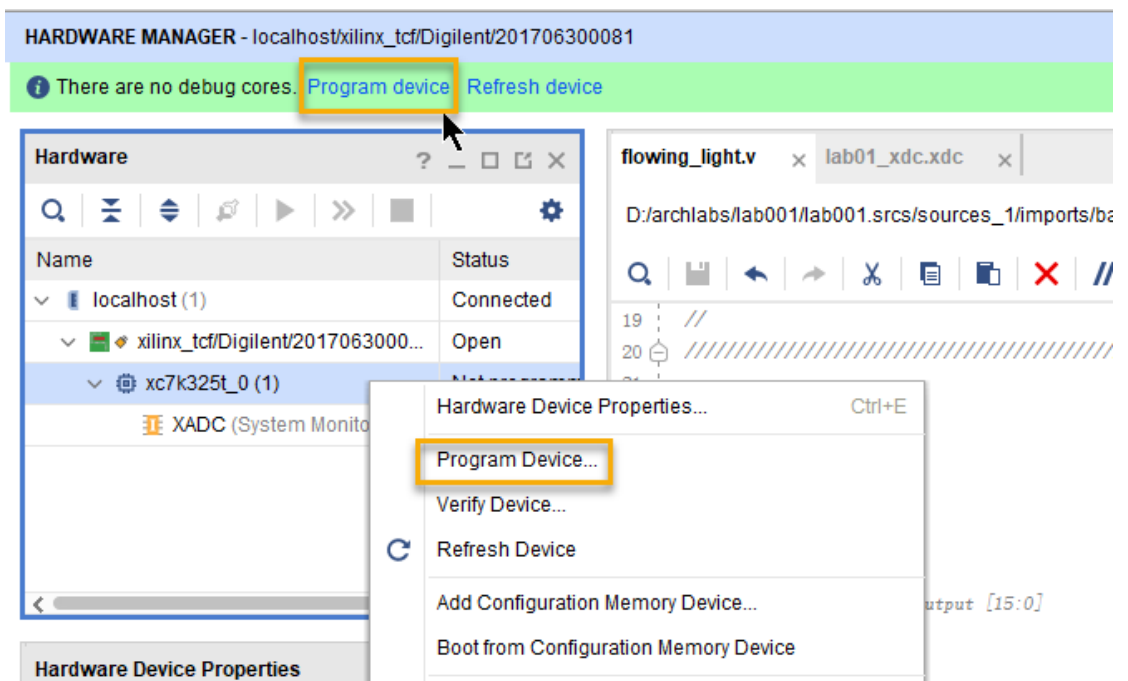 HARDWARE MANAGER - localhost/xilinx_tcf/Digilent/201706300081
There are no debug cores. Program device Refresh device
Hardware
Name Status
localhost (1) Connected
xilinx_tcf/Digilent/2017063000... Open
xc7k325t_0 (1)
XADC (System Monito
flowing_light.v lab01_xdc.xdc
D:/archlabs/lab001/lab001.srcs/sources_1/imports/ba
19 //
20 ///////////////////////////////////////////
Hardware Device Properties... Ctrl+E
Program Device...
Verify Device...
Refresh Device
Add Configuration Memory Device...
Boot from Configuration Memory Device
utput [15:0]
Hardware Device Properties